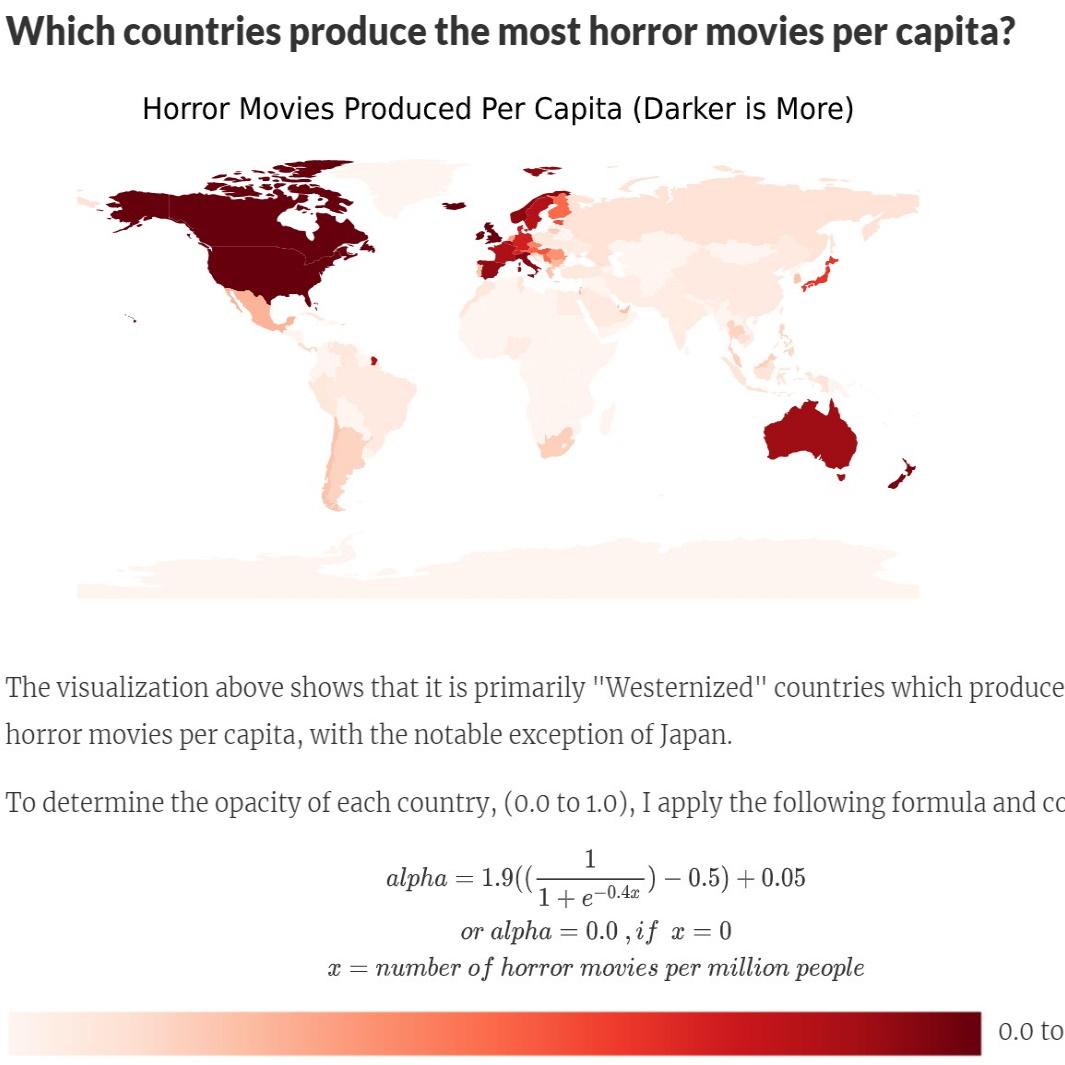 Which countries produce the most horror movies per capita?
Horror Movies Produced Per Capita (Darker is More)
The visualization above shows that it is primarily "Westernized" countries which produce
horror movies per capita, with the notable exception of Japan.
To determine the opacity of each country, (0.0 to 1.0), I apply the following formula and
alpha = 1.9((1/(1 + e^{-0.4x})) − 0.5) + 0.05
or alpha = 0.0 , if x = 0
x = number of horror movies per million people
0.0 to